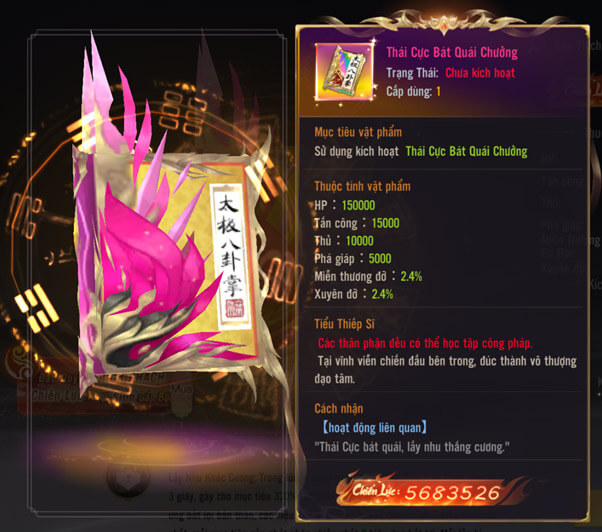 Thái Cực Bát Quái Chưởng
Trạng Thái: Chưa kích hoạt
Cấp dùng: 1
太极八卦掌
Mục tiêu vật phẩm
Sử dụng kích hoạt Thái Cực Bát Quái Chưởng
Thuộc tính vật phẩm
HP : 150000
Tấn công : 15000
Thủ : 10000
Phá giáp : 5000
Miễn thương đỡ : 2.4%
Xuyên đỡ : 2.4%
太极八卦掌
Tiểu Thiếp Sĩ
Các thân phận đều có thể học tập công pháp.
Tại vĩnh viễn chiến đấu bên trong, đúc thành vô thượng
đạo tâm.
Cách nhận
【hoạt động liên quan】
"Thái Cực bát quái, lấy nhu thắng cương."
Chiến Lực: 5683526